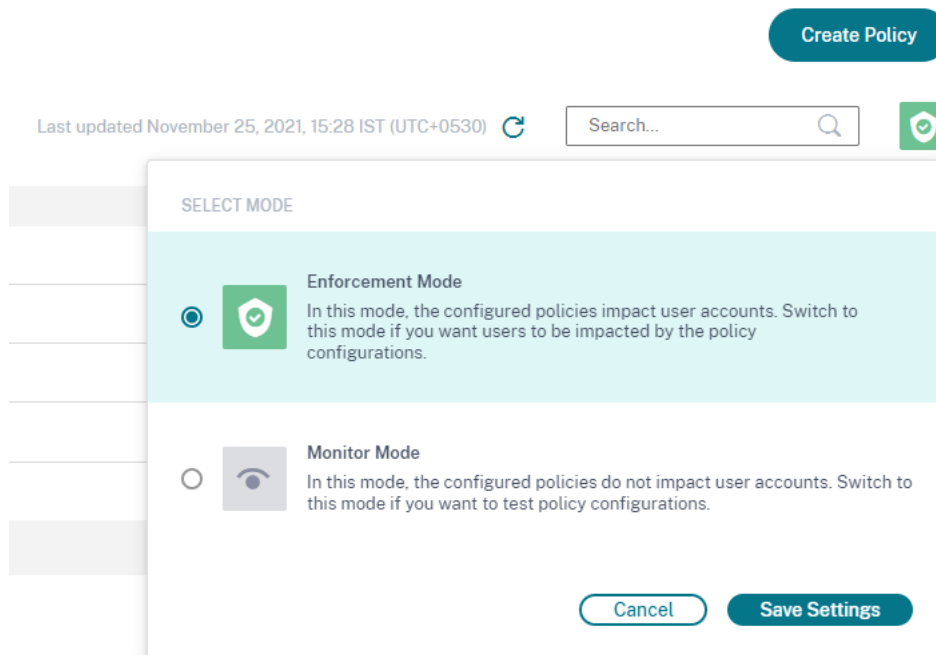 Create Policy
Last updated November 25, 2021, 15:28 IST (UTC+0530)
Search...
SELECT MODE
Enforcement Mode
In this mode, the configured policies impact user accounts. Switch to
this mode if you want users to be impacted by the policy
configurations.
Monitor Mode
In this mode, the configured policies do not impact user accounts. Switch to
this mode if you want to test policy configurations.
Cancel
Save Settings